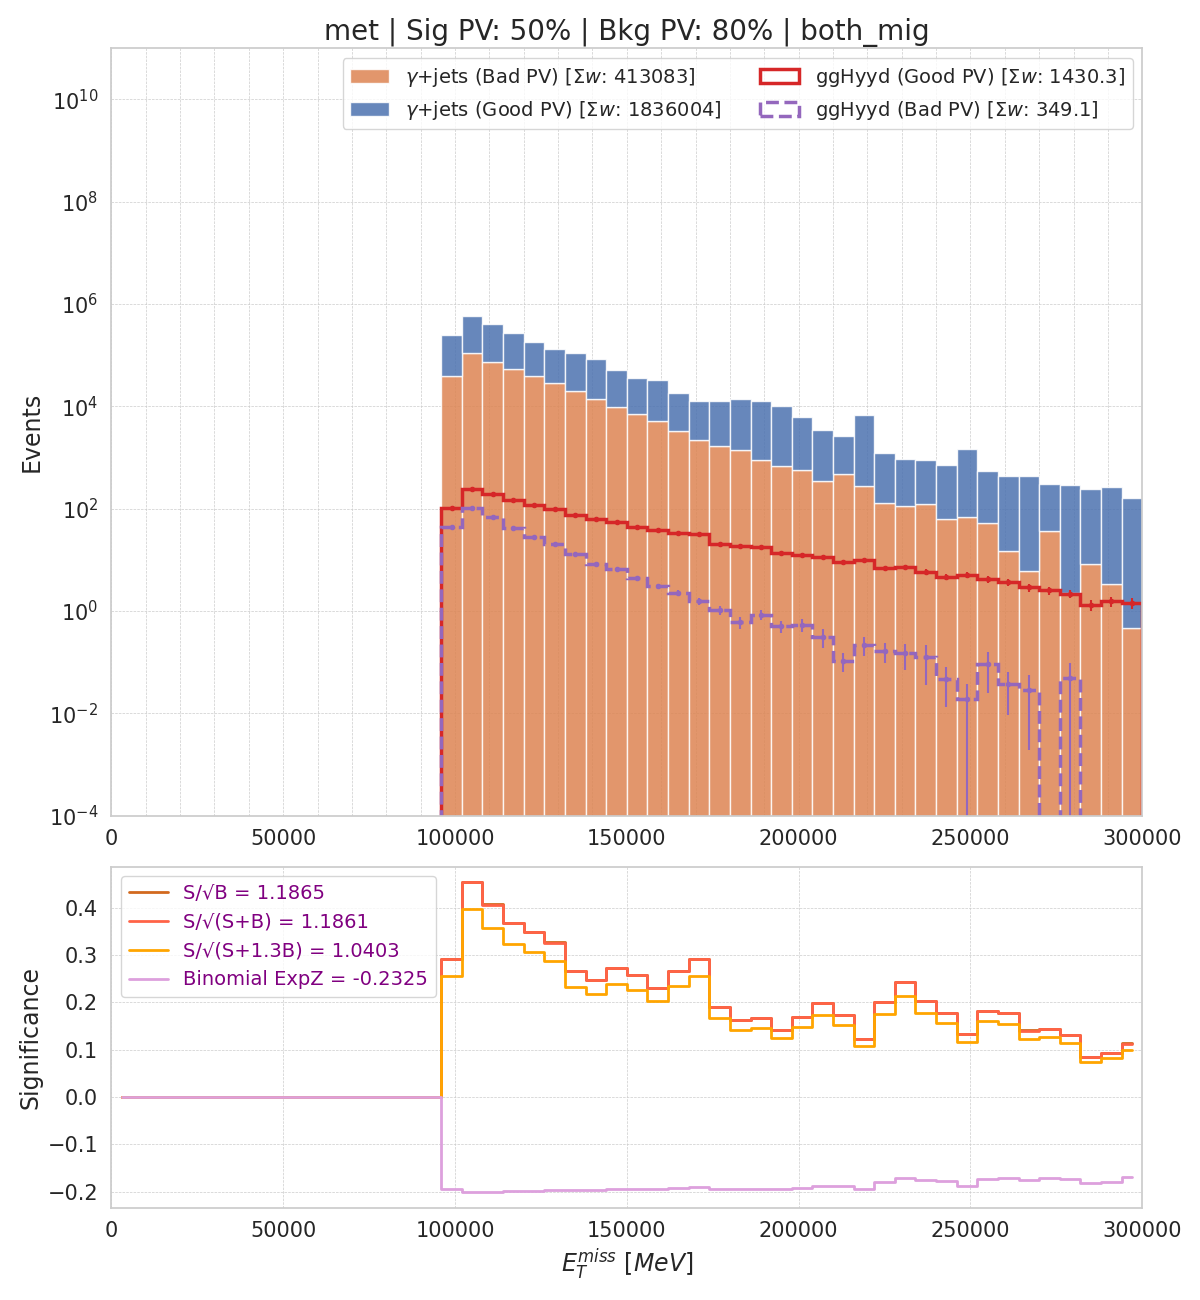 met | Sig PV: 50% | Bkg PV: 80% | both_mig
γ+jets (Bad PV) [Σw: 413083]
γ+jets (Good PV) [Σw: 1836004]
ggHyyd (Good PV) [Σw: 1430.3]
ggHyyd (Bad PV) [Σw: 349.1]
Events
10^10
10^8
10^6
10^4
10^2
10^0
10^−2
10^−4
0 50000 100000 150000 200000 250000 300000
S/√B = 1.1865
S/√(S+B) = 1.1861
S/√(S+1.3B) = 1.0403
Binomial ExpZ = -0.2325
Significance
0.4
0.3
0.2
0.1
0.0
−0.1
−0.2
0 50000 100000 150000 200000 250000 300000
E_T^miss [MeV]